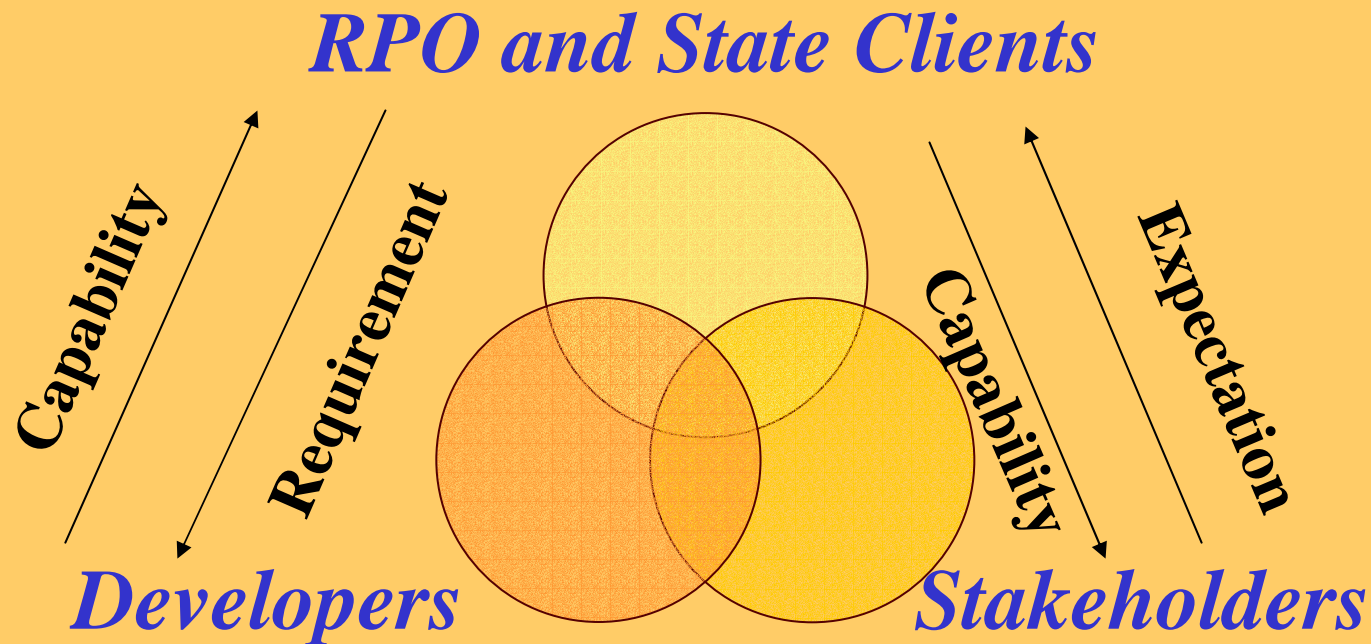 RPO and State Clients
Capability
Requirement
Capability
Expectation
Developers
Stakeholders